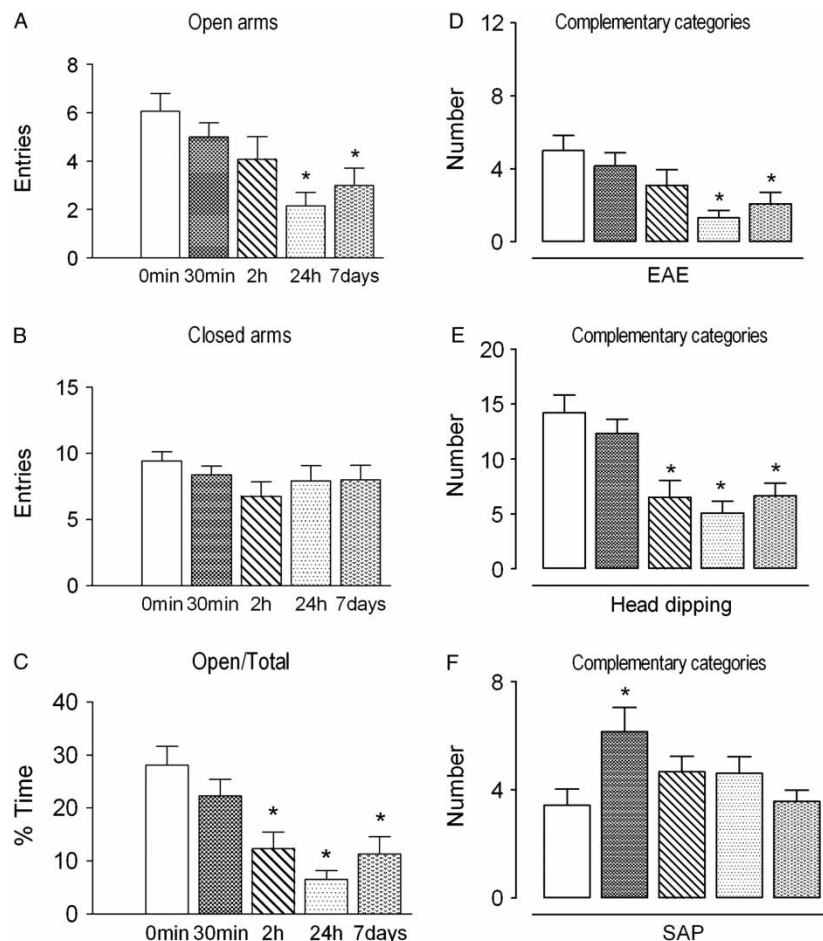 A
Open arms
Entries
8
6
4
2
0
* *
0min 30min 2h 24h 7days
B
Closed arms
Entries
15
10
5
0
0min 30min 2h 24h 7days
C
Open/Total
% Time
40
30
20
10
0
* * *
0min 30min 2h 24h 7days
D
Complementary categories
Number
12
8
4
0
* *
EAE
E
Complementary categories
Number
20
15
10
5
0
* * *
Head dipping
F
Complementary categories
Number
8
4
0
*
SAP